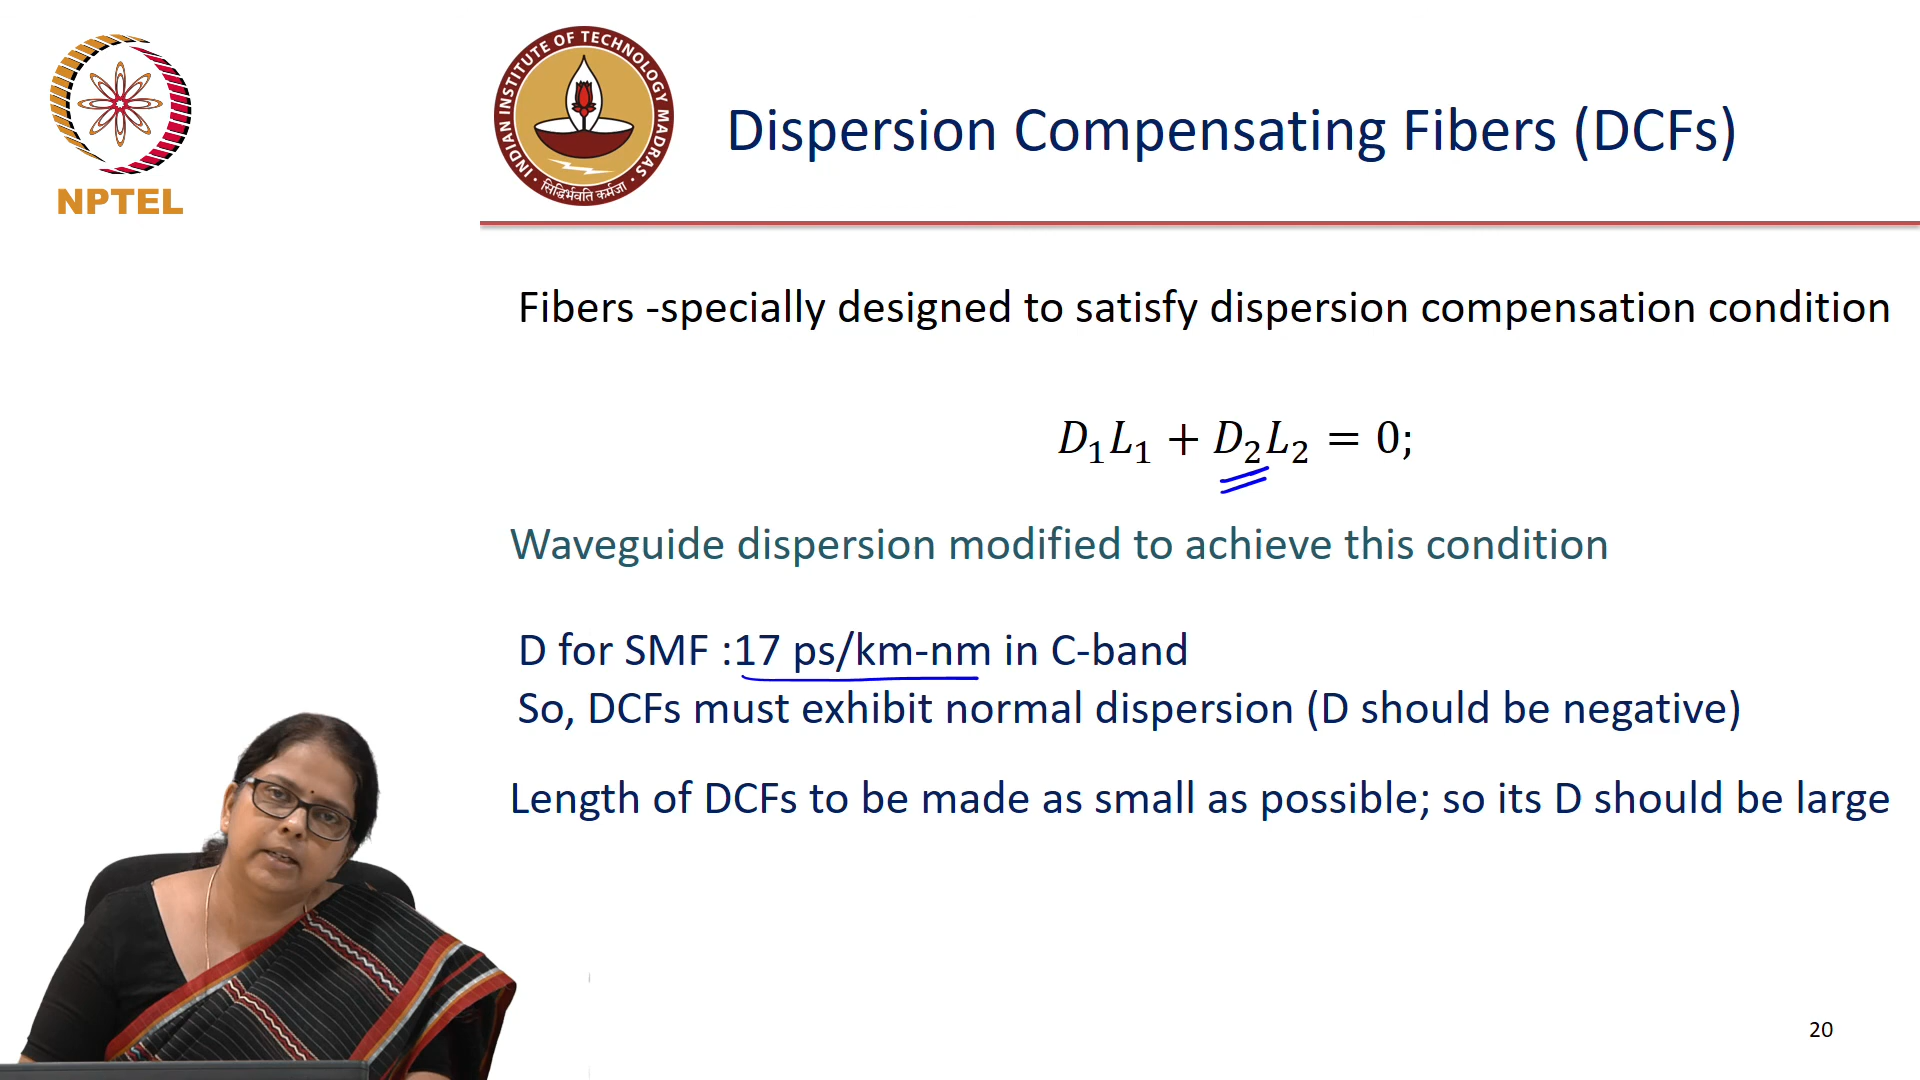 NPTEL
INDIAN INSTITUTE OF TECHNOLOGY MADRAS
सिद्धिर्भवति कर्मजा
Dispersion Compensating Fibers (DCFs)
Fibers -specially designed to satisfy dispersion compensation condition
D₁L₁ + D₂L₂ = 0;
Waveguide dispersion modified to achieve this condition
D for SMF :17 ps/km-nm in C-band
So, DCFs must exhibit normal dispersion (D should be negative)
Length of DCFs to be made as small as possible; so its D should be large
20